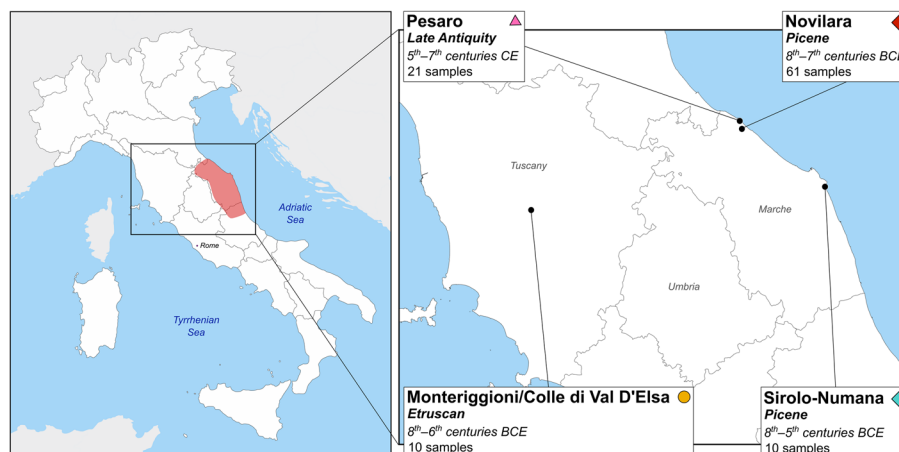 Pesaro
Late Antiquity
5th–7th centuries CE
21 samples
Novilara
Picene
8th–7th centuries BCE
61 samples
Adriatic
Sea
Rome
Tyrrhenian
Sea
Tuscany
Marche
Umbria
Monteriggioni/Colle di Val D'Elsa
Etruscan
8th–6th centuries BCE
10 samples
Sirolo-Numana
Picene
8th–5th centuries BCE
10 samples